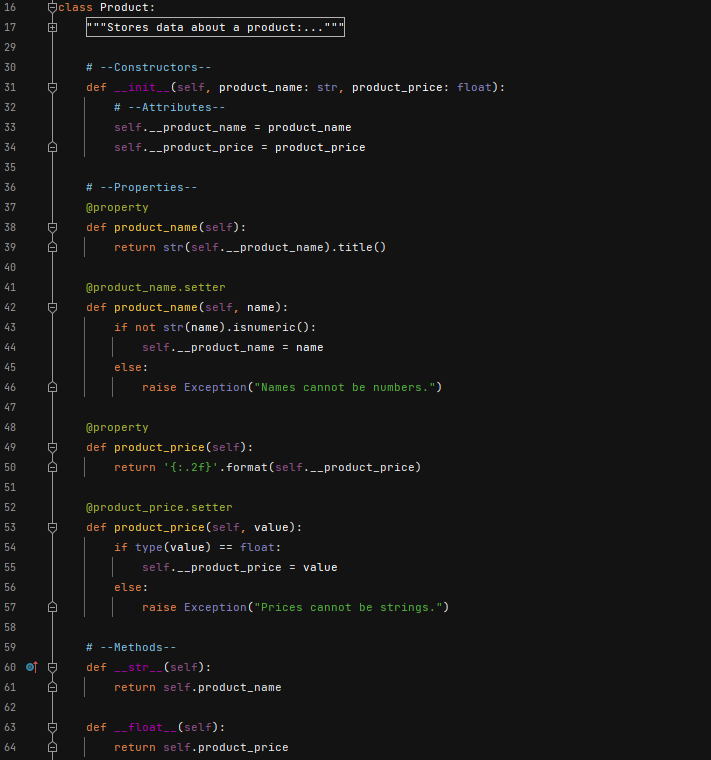 16 class Product:
17     """Stores data about a product:..."""
29
30     # --Constructors--
31     def __init__(self, product_name: str, product_price: float):
32         # --Attributes--
33         self.__product_name = product_name
34         self.__product_price = product_price
35
36     # --Properties--
37     @property
38     def product_name(self):
39         return str(self.__product_name).title()
40
41     @product_name.setter
42     def product_name(self, name):
43         if not str(name).isnumeric():
44             self.__product_name = name
45         else:
46             raise Exception("Names cannot be numbers.")
47
48     @property
49     def product_price(self):
50         return '{:.2f}'.format(self.__product_price)
51
52     @product_price.setter
53     def product_price(self, value):
54         if type(value) == float:
55             self.__product_price = value
56         else:
57             raise Exception("Prices cannot be strings.")
58
59     # --Methods--
60     def __str__(self):
61         return self.product_name
62
63     def __float__(self):
64         return self.product_price